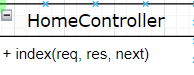 HomeController
+ index(req, res, next)